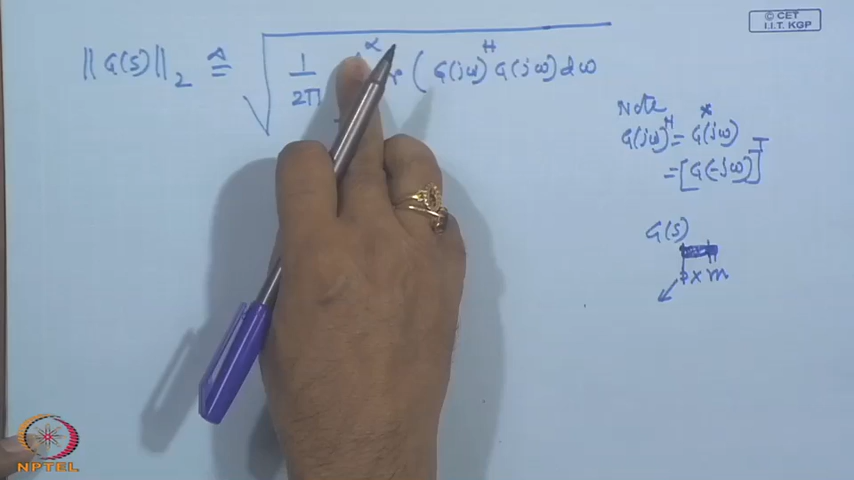 © CET
I.I.T. KGP
||G(s)||₂ ≜ √ 1/2π ∝ (G(jω)ᴴ G(jω) dω
Note
G(jω)ᴴ = G(jω)*
= [G(-jω)]ᵀ
G(s)
p x m
NPTEL